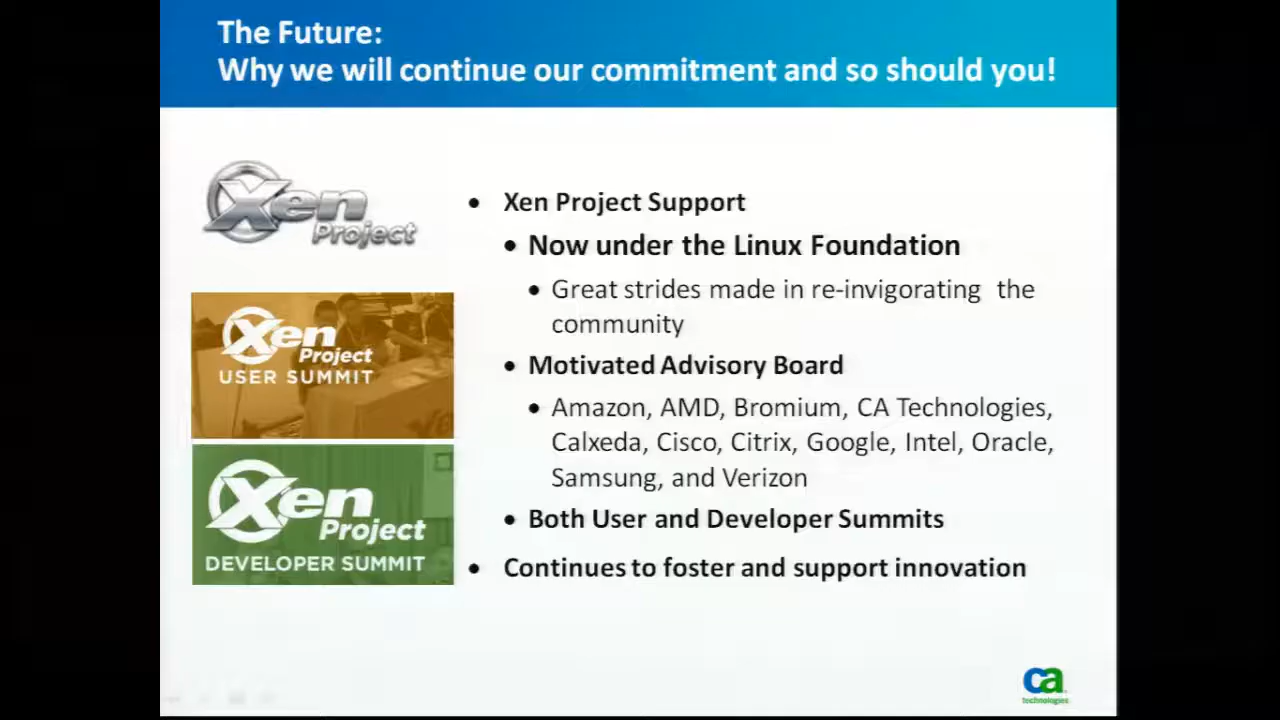 The Future:
Why we will continue our commitment and so should you!
Xen
Project
• Xen Project Support
• Now under the Linux Foundation
• Great strides made in re-invigorating the
community
Xen
Project
USER SUMMIT
• Motivated Advisory Board
• Amazon, AMD, Bromium, CA Technologies,
Calxeda, Cisco, Citrix, Google, Intel, Oracle,
Samsung, and Verizon
Xen
Project
DEVELOPER SUMMIT
• Both User and Developer Summits
• Continues to foster and support innovation
ca
technologies